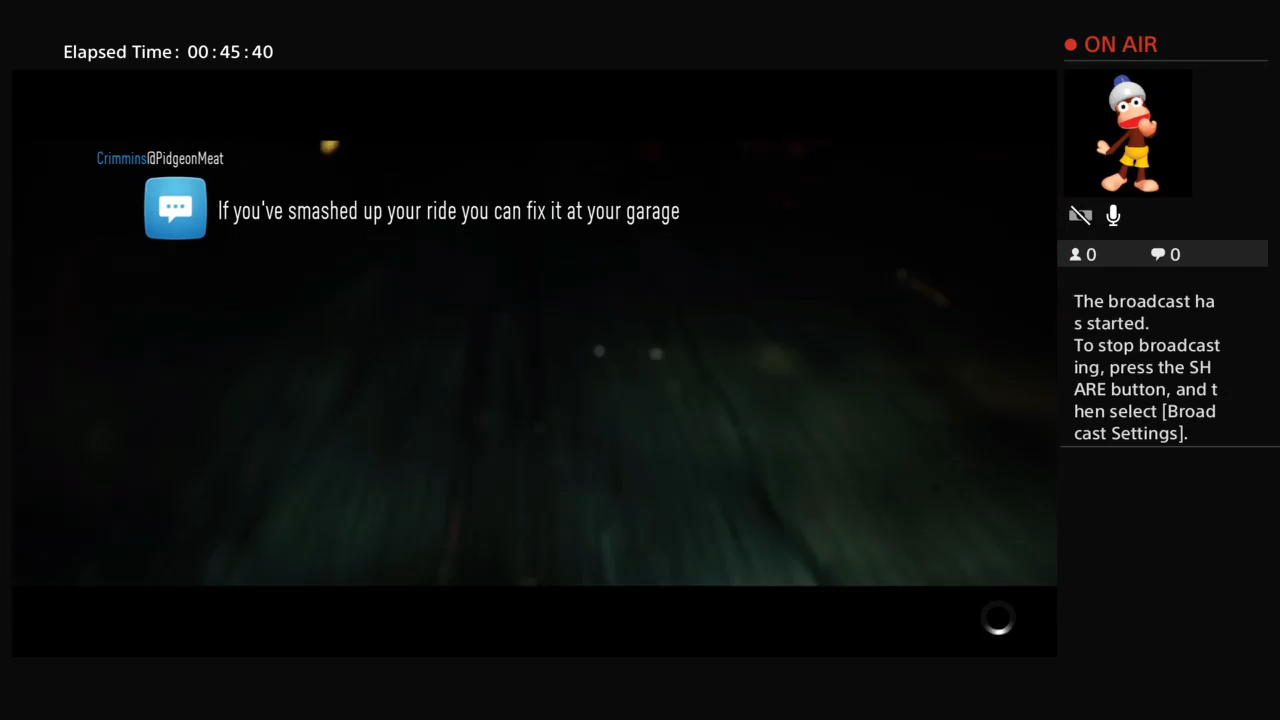 Elapsed Time: 00:45:40
ON AIR
Crimmins@PidgeonMeat
If you've smashed up your ride you can fix it at your garage
0 0
The broadcast ha
s started.
To stop broadcast
ing, press the SH
ARE button, and t
hen select [Broad
cast Settings].